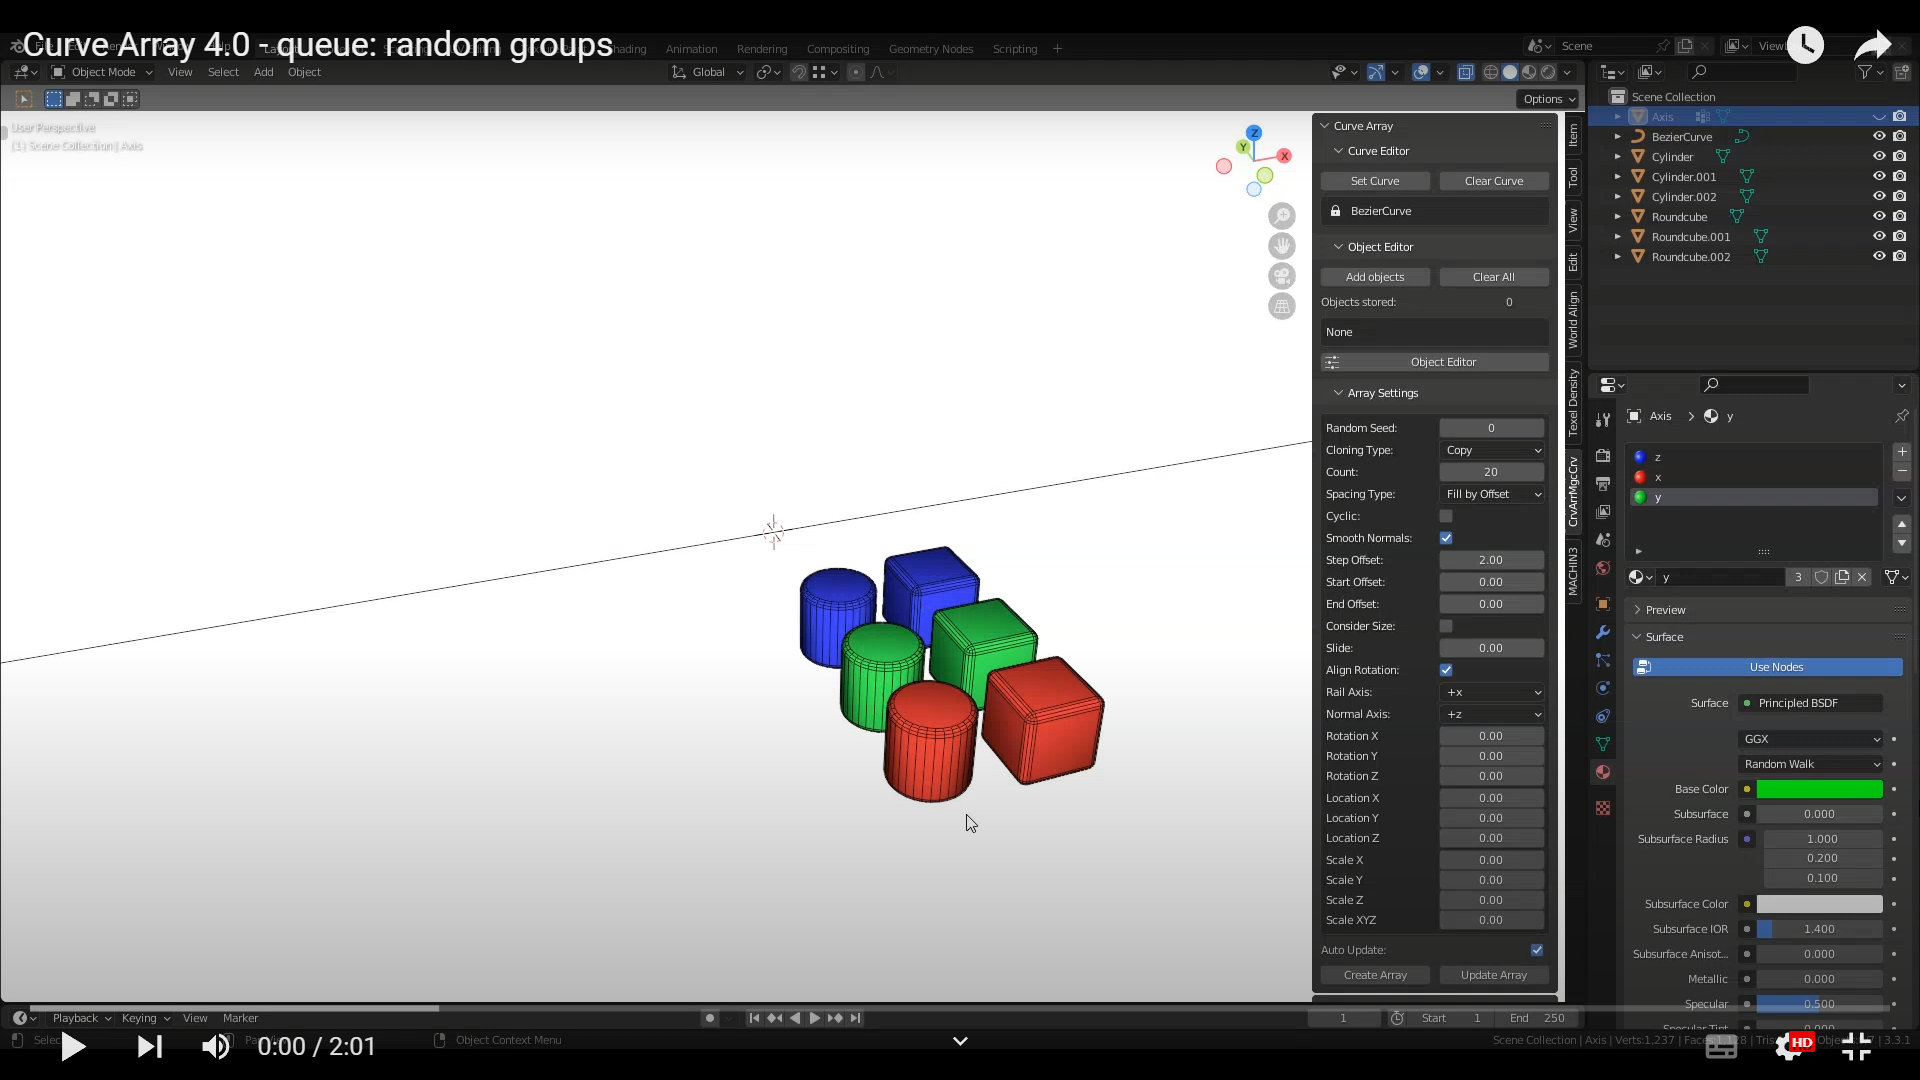 Curve Array 4.0 - queue: random groups
Animation
Rendering
Compositing
Geometry Nodes
Scripting
+
Scene
Object Mode
View
Select
Add
Object
Global
Options
User Perspective
(1) Scene Collection | Axis
Z
Y
X
Curve Array
Curve Editor
Set Curve
Clear Curve
BezierCurve
Object Editor
Add objects
Clear All
Objects stored: 0
None
Object Editor
Array Settings
Random Seed: 0
Cloning Type: Copy
Count: 20
Spacing Type: Fill by Offset
Cyclic:
Smooth Normals:
Step Offset: 2.00
Start Offset: 0.00
End Offset: 0.00
Consider Size:
Slide: 0.00
Align Rotation:
Rail Axis: +x
Normal Axis: +z
Rotation X 0.00
Rotation Y 0.00
Rotation Z 0.00
Location X 0.00
Location Y 0.00
Location Z 0.00
Scale X 0.00
Scale Y 0.00
Scale Z 0.00
Scale XYZ 0.00
Auto Update:
Create Array
Update Array
Item
Tool
View
Edit
World Align
Texel Density
CrvArrMgcCrv
MACHIN3
Scene Collection
Axis
BezierCurve
Cylinder
Cylinder.001
Cylinder.002
Roundcube
Roundcube.001
Roundcube.002
Axis > y
z
x
y
y 3
Preview
Surface
Use Nodes
Surface Principled BSDF
GGX
Random Walk
Base Color
Subsurface 0.000
Subsurface Radius 1.000
0.200
0.100
Subsurface Color
Subsurface IOR 1.400
Subsurface Anisot... 0.000
Metallic 0.000
Specular 0.500
Playback
Keying
View
Marker
1
Start 1
End 250
0:00 / 2:01
Object Context Menu
Scene Collection | Axis | Verts:1,237 |
3.3.1
HD